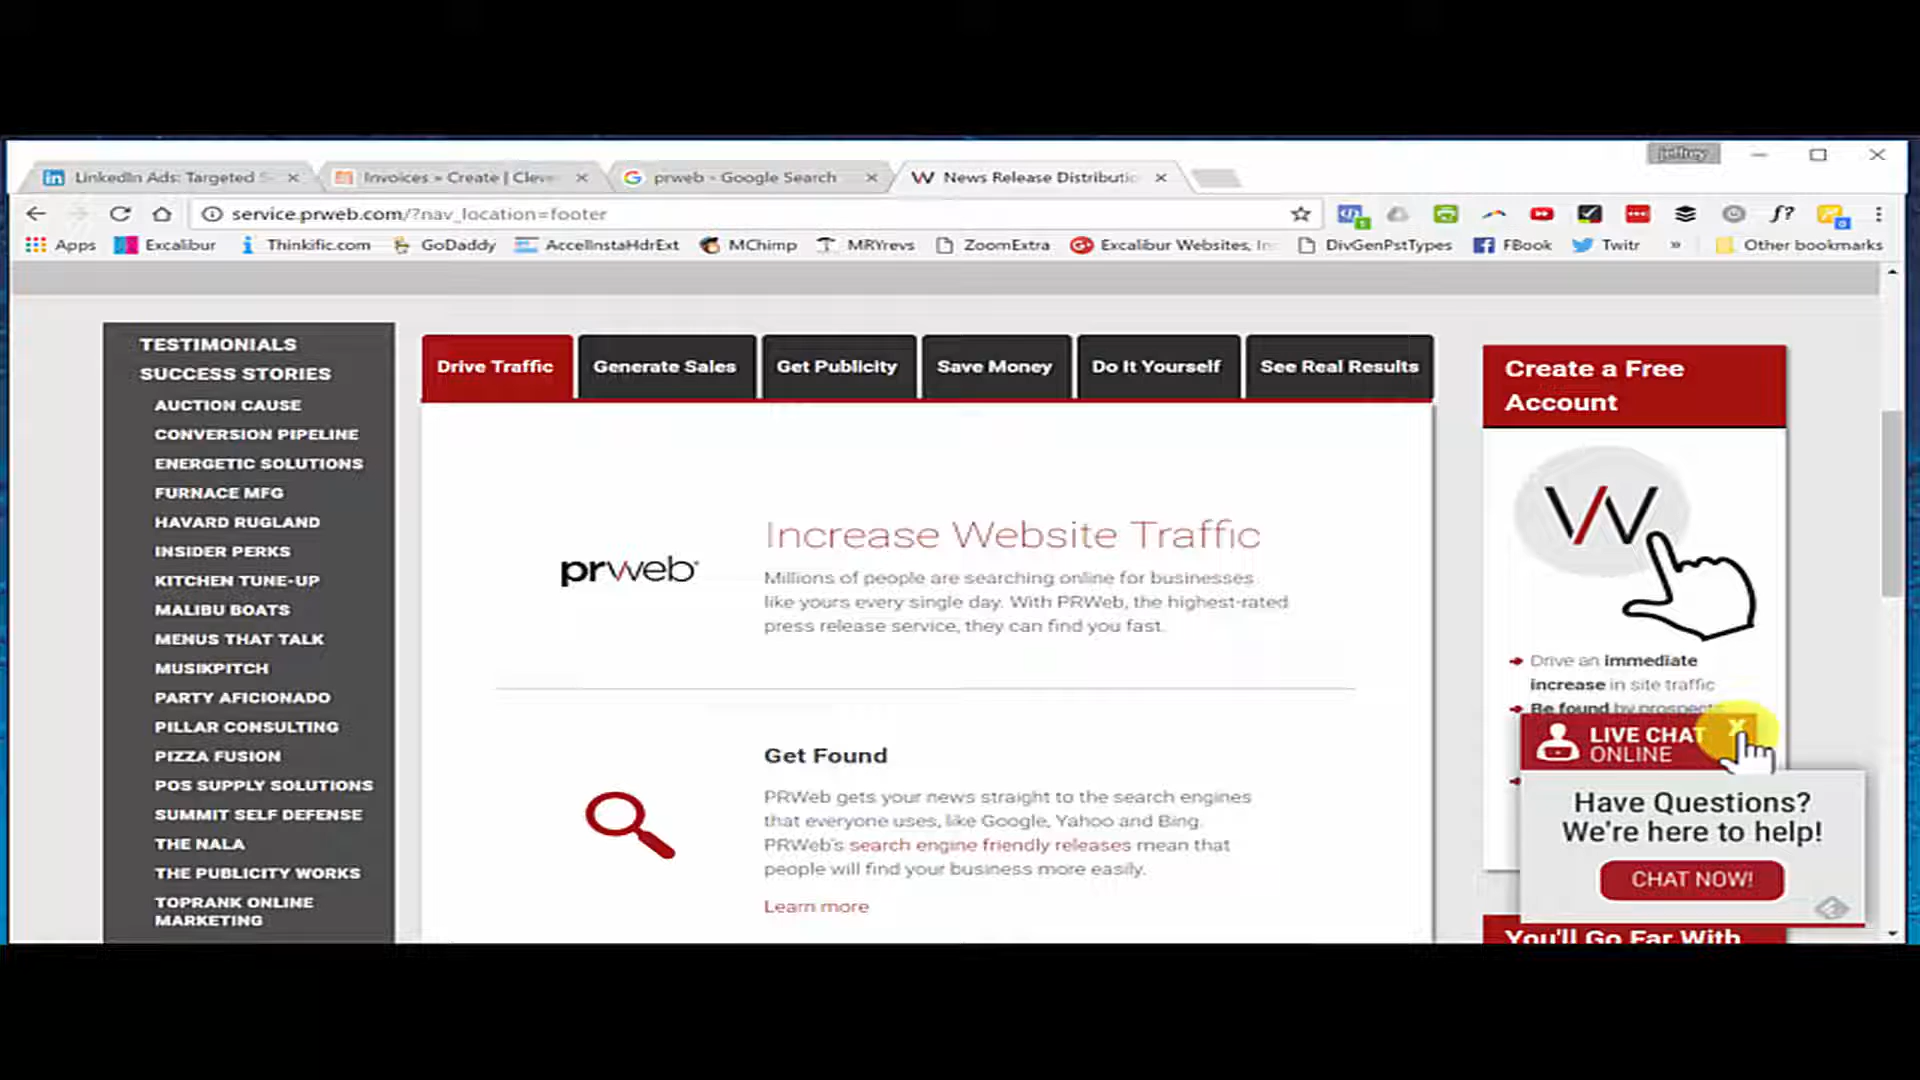 jeffrey
LinkedIn Ads: Targeted
Invoices » Create | Cleve
prweb - Google Search
News Release Distributio
service.prweb.com/?nav_location=footer
Apps
Excalibur
Thinkific.com
GoDaddy
AccelInstaHdrExt
MChimp
MRYrevs
ZoomExtra
Excalibur Websites, In
DivGenPstTypes
FBook
Twitr
»
Other bookmarks
TESTIMONIALS
SUCCESS STORIES
AUCTION CAUSE
CONVERSION PIPELINE
ENERGETIC SOLUTIONS
FURNACE MFG
HAVARD RUGLAND
INSIDER PERKS
KITCHEN TUNE-UP
MALIBU BOATS
MENUS THAT TALK
MUSIKPITCH
PARTY AFICIONADO
PILLAR CONSULTING
PIZZA FUSION
POS SUPPLY SOLUTIONS
SUMMIT SELF DEFENSE
THE NALA
THE PUBLICITY WORKS
TOPRANK ONLINE
MARKETING
Drive Traffic
Generate Sales
Get Publicity
Save Money
Do It Yourself
See Real Results
prweb
Increase Website Traffic
Millions of people are searching online for businesses
like yours every single day. With PRWeb, the highest-rated
press release service, they can find you fast.
Get Found
PRWeb gets your news straight to the search engines
that everyone uses, like Google, Yahoo and Bing.
PRWeb's search engine friendly releases mean that
people will find your business more easily.
Learn more
Create a Free
Account
Drive an immediate
increase in site traffic
Be found by prospects
LIVE CHAT
ONLINE
X
Have Questions?
We're here to help!
CHAT NOW!
You'll Go Far With